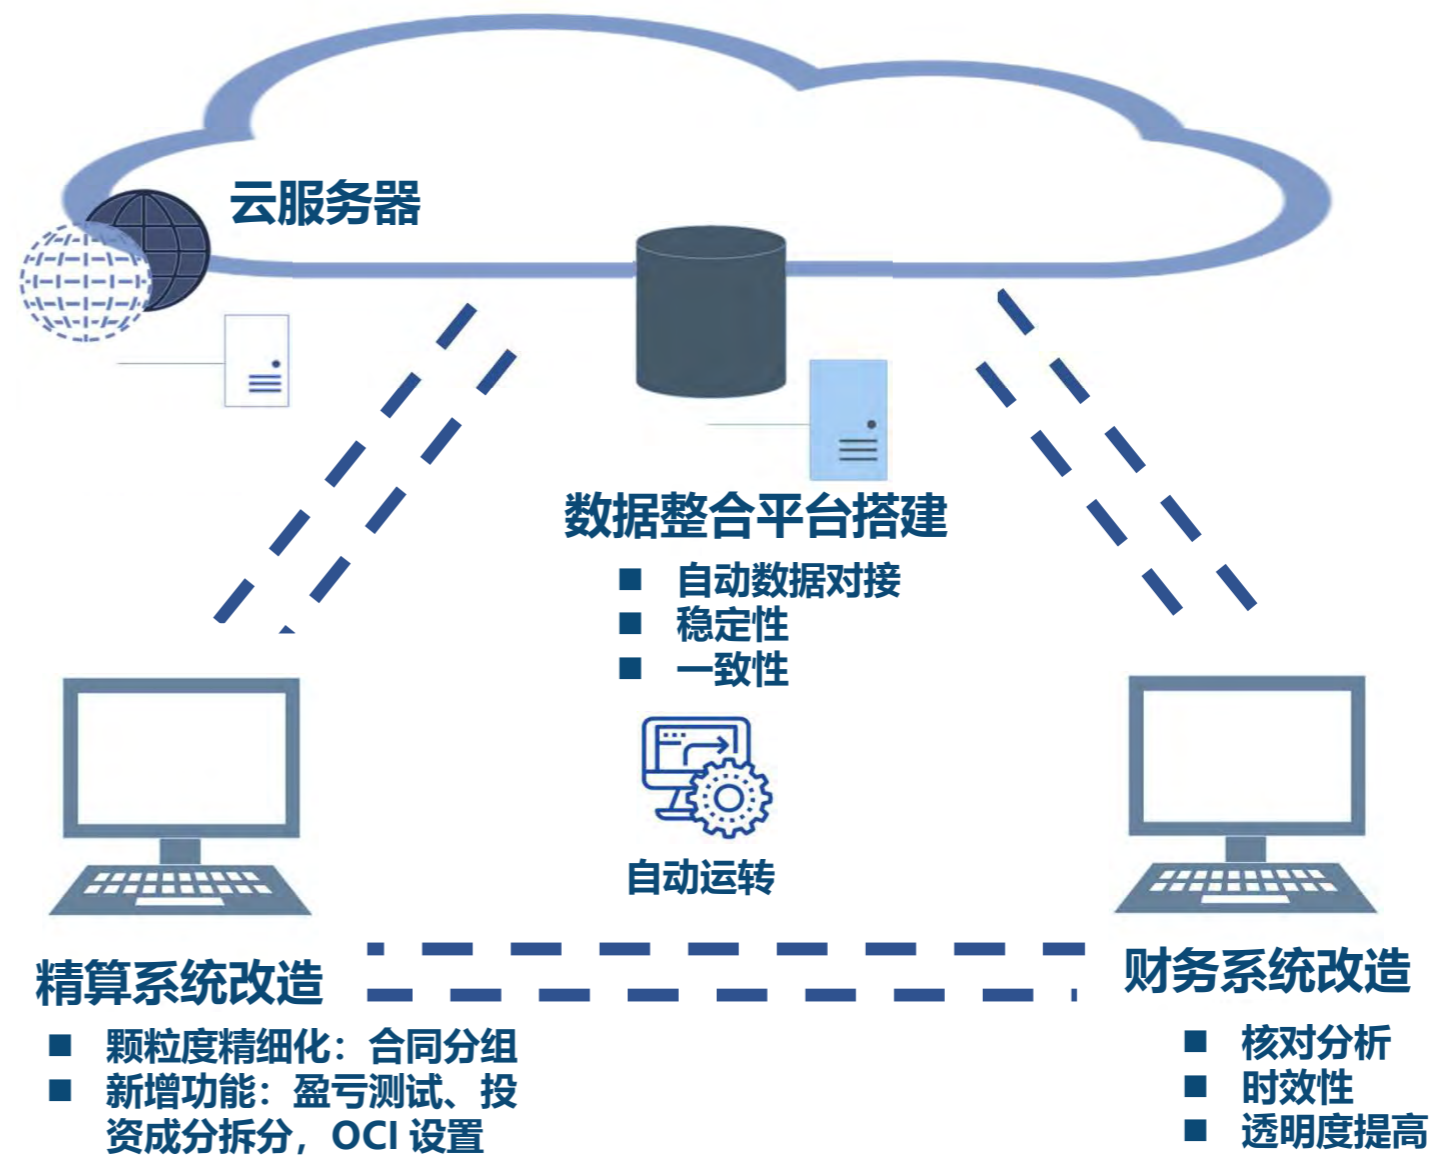 云服务器
数据整合平台搭建
■ 自动数据对接
■ 稳定性
■ 一致性
自动运转
精算系统改造
■ 颗粒度精细化：合同分组
■ 新增功能：盈亏测试、投
资成分拆分，OCI 设置
财务系统改造
■ 核对分析
■ 时效性
■ 透明度提高